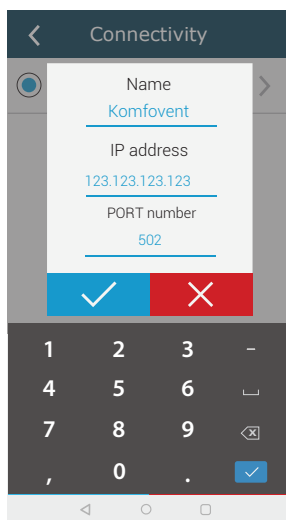 Connectivity
Name
Komfovent
IP address
123.123.123.123
PORT number
502
1 2 3 –
4 5 6
7 8 9
, 0 .